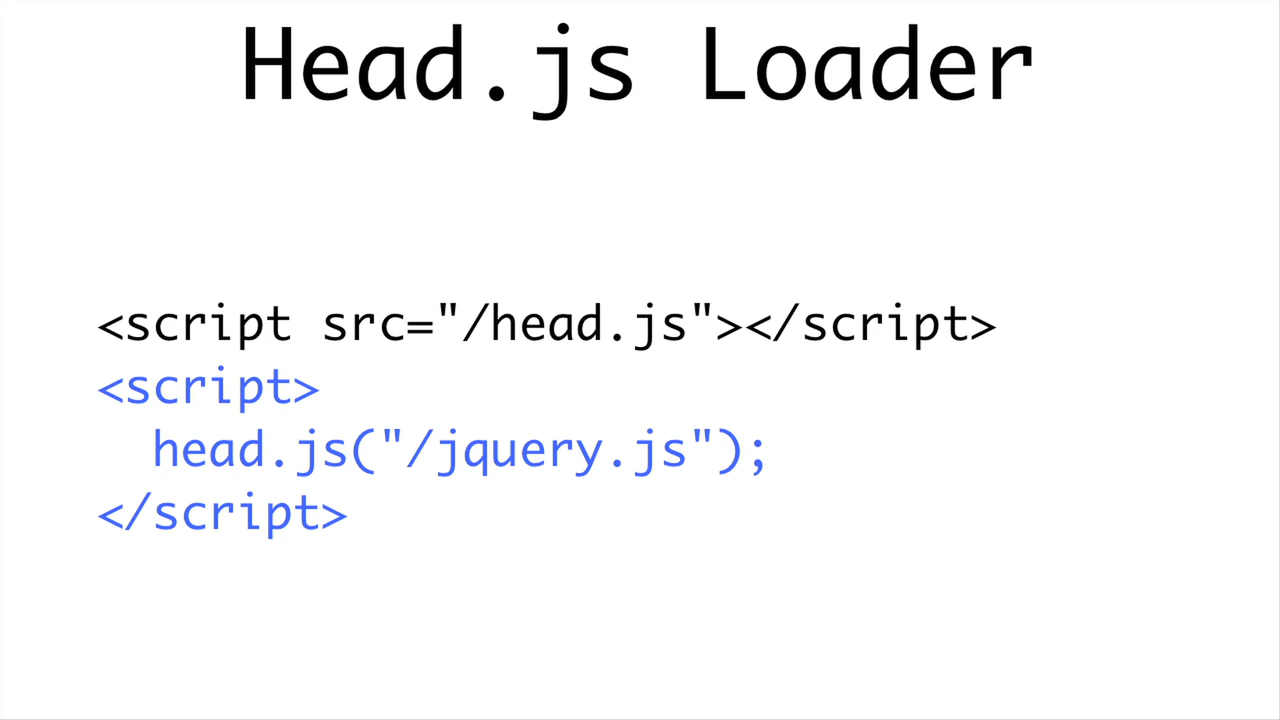 Head.js Loader
<script src="/head.js"></script>
<script>
  head.js("/jquery.js");
</script>